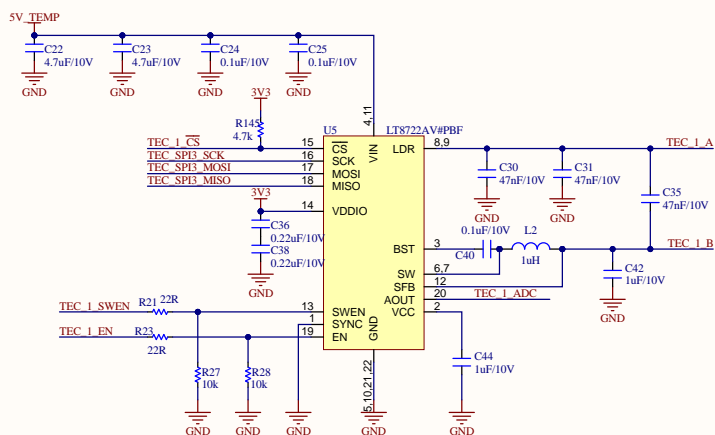 5V_TEMP
C22
4.7uF/10V
C23
4.7uF/10V
C24
0.1uF/10V
C25
0.1uF/10V
GND
GND
GND
GND
3V3
R145
4.7k
4,11
U5
LT8722AV#PBF
TEC_1_CS
15
CS
VIN
LDR
8,9
TEC_1_A
TEC_SPI3_SCK
16
SCK
TEC_SPI3_MOSI
17
MOSI
TEC_SPI3_MISO
18
MISO
C30
47nF/10V
C31
47nF/10V
GND
GND
C35
47nF/10V
3V3
14
VDDIO
C36
0.22uF/10V
C38
0.22uF/10V
GND
0.1uF/10V
L2
BST
3
C40
1uH
TEC_1_B
SW
6,7
SFB
12
AOUT
20
TEC_1_ADC
VCC
2
C42
1uF/10V
GND
TEC_1_SWEN
R21
22R
13
SWEN
1
SYNC
TEC_1_EN
R23
22R
19
EN
GND
R27
10k
R28
10k
5,10,21,22
C44
1uF/10V
GND
GND
GND
GND
GND